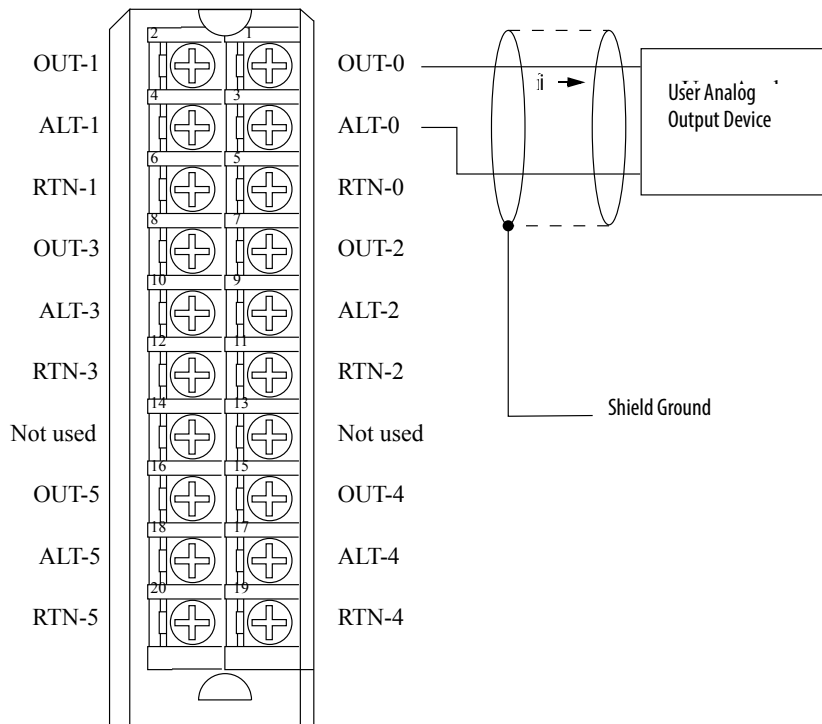 2 1
OUT-1 OUT-0
4 3
ALT-1 ALT-0
6 5
RTN-1 RTN-0
8 7
OUT-3 OUT-2
10 9
ALT-3 ALT-2
12 11
RTN-3 RTN-2
14 13
Not used Not used
16 15
OUT-5 OUT-4
18 17
ALT-5 ALT-4
20 19
RTN-5 RTN-4
User Analog
Output Device
Shield Ground